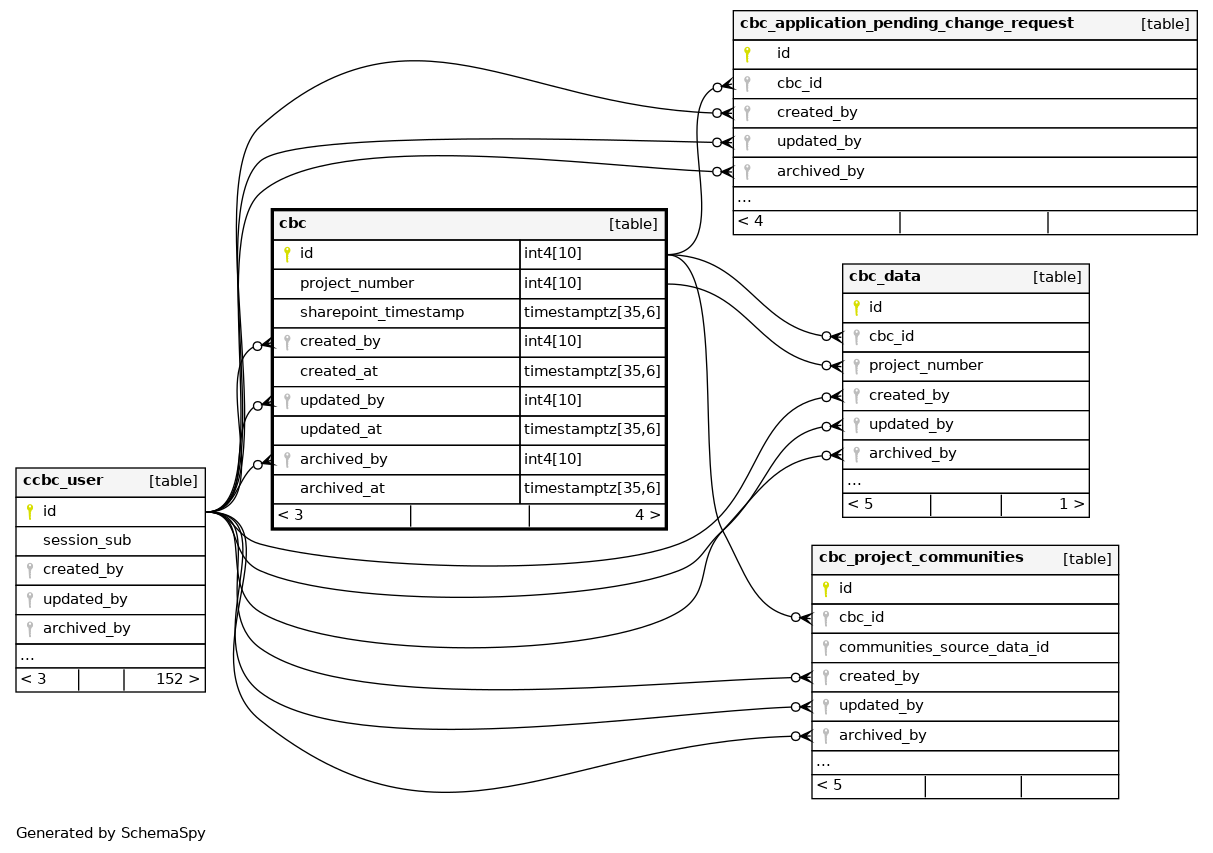 cbc_application_pending_change_request [table]
id
cbc_id
created_by
updated_by
archived_by
...
< 4
cbc [table]
id int4[10]
project_number int4[10]
sharepoint_timestamp timestamptz[35,6]
created_by int4[10]
created_at timestamptz[35,6]
updated_by int4[10]
updated_at timestamptz[35,6]
archived_by int4[10]
archived_at timestamptz[35,6]
< 3 4 >
cbc_data [table]
id
cbc_id
project_number
created_by
updated_by
archived_by
...
< 5 1 >
ccbc_user [table]
id
session_sub
created_by
updated_by
archived_by
...
< 3 152 >
cbc_project_communities [table]
id
cbc_id
communities_source_data_id
created_by
updated_by
archived_by
...
< 5
Generated by SchemaSpy